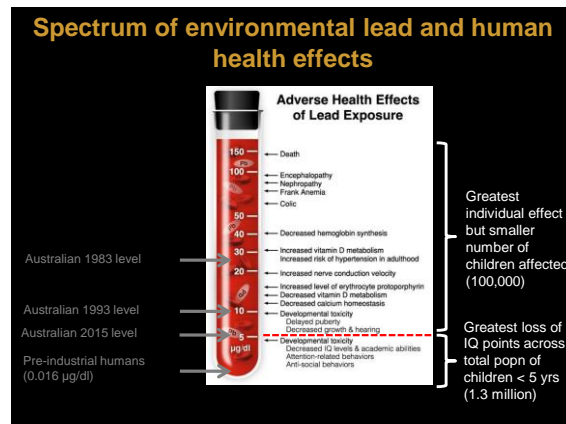 Spectrum of environmental lead and human
health effects
Adverse Health Effects
of Lead Exposure
150
Death
100
Encephalopathy
Nephropathy
Frank Anemia
Colic
50
40
Decreased hemoglobin synthesis
30
Increased vitamin D metabolism
Increased risk of hypertension in adulthood
20
Increased nerve conduction velocity
Increased level of erythrocyte protoporphyrin
Decreased vitamin D metabolism
Decreased calcium homeostasis
10
Developmental toxicity
Delayed puberty
Decreased growth & hearing
5
µg/dl
Developmental toxicity
Decreased IQ levels & academic abilities
Attention-related behaviors
Anti-social behaviors
Pb
Pb
Australian 1983 level
Australian 1993 level
Australian 2015 level
Pre-industrial humans
(0.016 µg/dl)
Greatest
individual effect
but smaller
number of
children affected
(100,000)
Greatest loss of
IQ points across
total popn of
children < 5 yrs
(1.3 million)